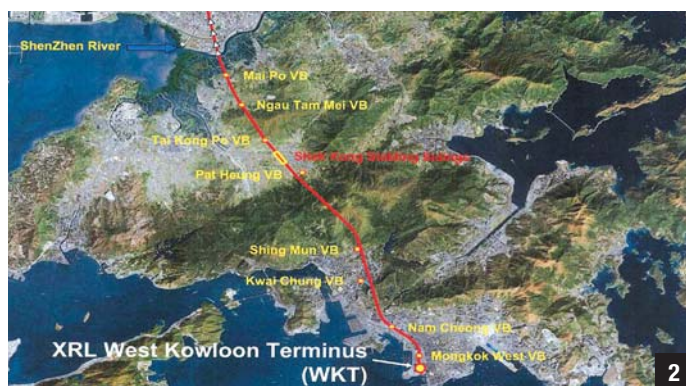 ShenZhen River
Mai Po VB
Ngau Tam Mei VB
Tai Kong Po VB
Shek Kong Stabling Sidings
Pat Heung VB
Shing Mun VB
Kwai Chung VB
Nam Cheong VB
XRL West Kowloon Terminus
(WKT)
Mongkok West VB
2